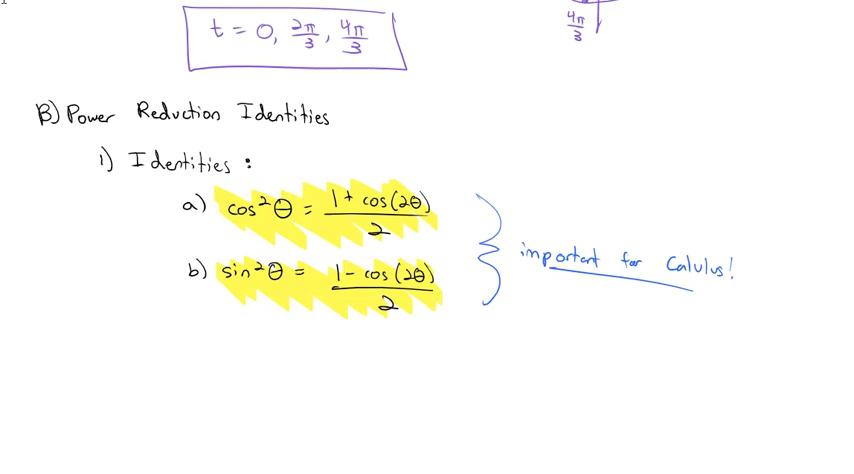 t = 0, 2π/3, 4π/3
4π/3
B) Power Reduction Identities
1) Identities:
a) cos²θ = 1 + cos(2θ) / 2
b) sin²θ = 1 - cos(2θ) / 2
important for Calulus!